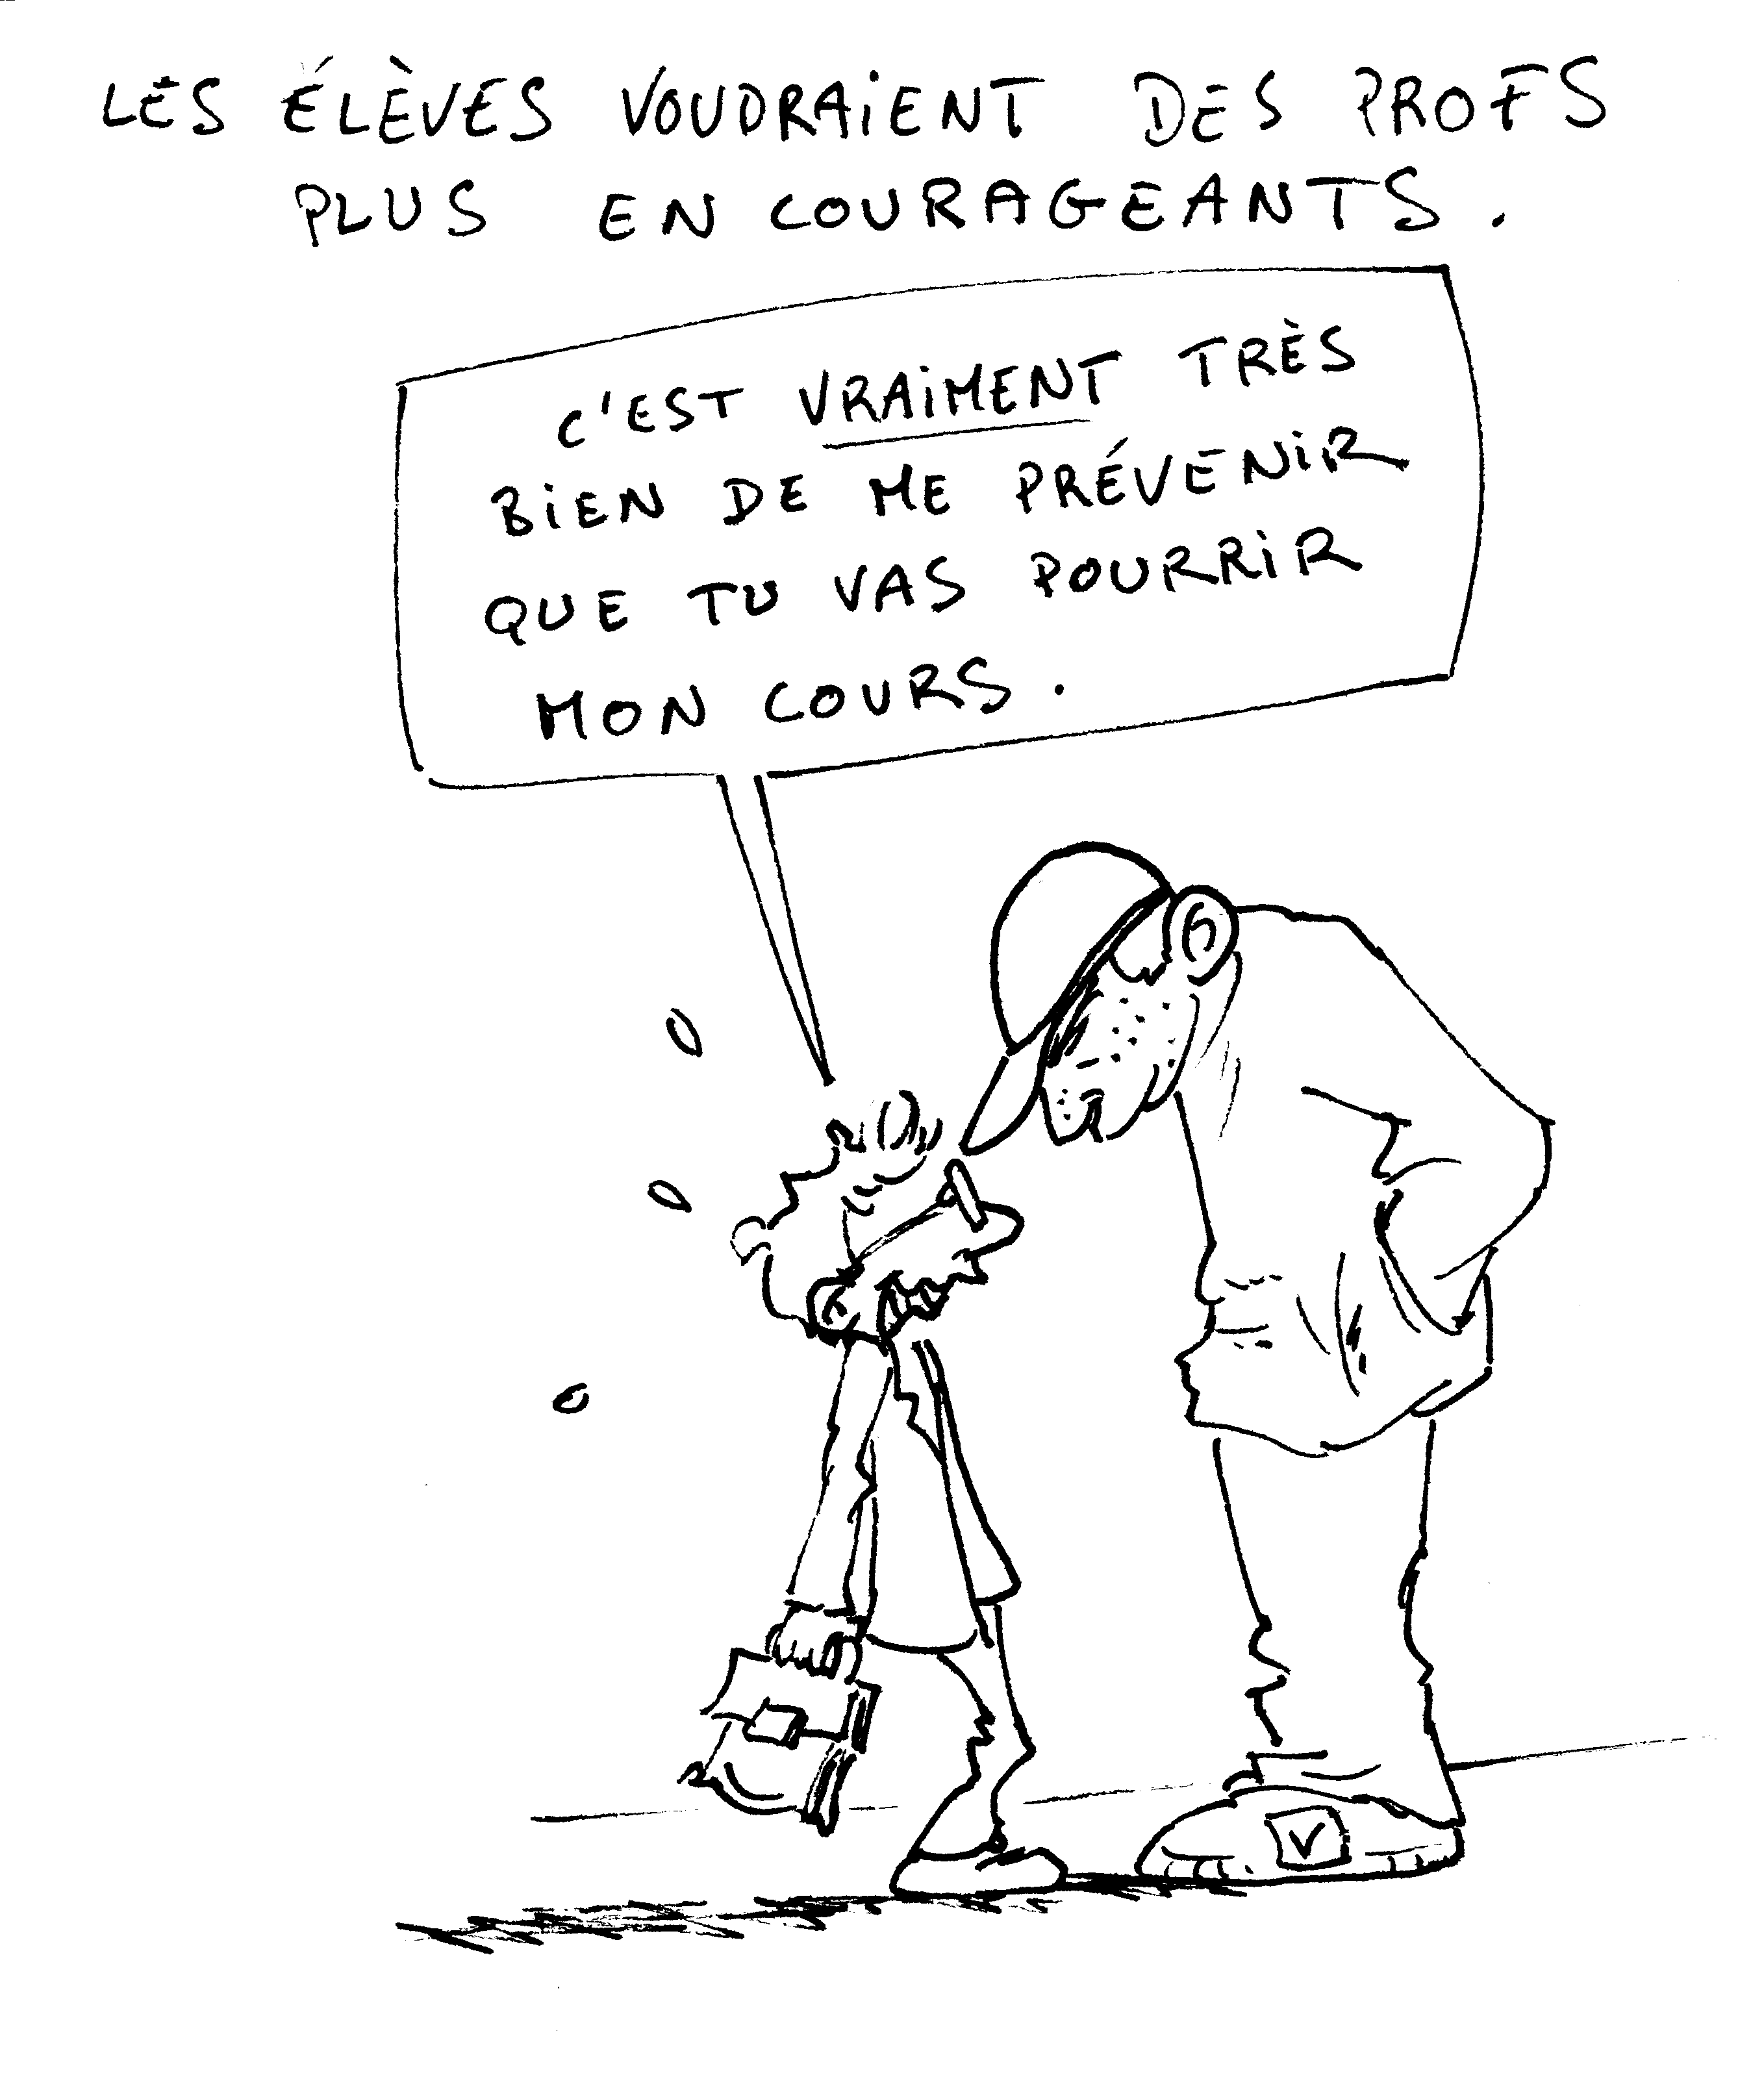 LES ÉLÈVES VOUDRAiENT DES PROFS
PLUS ENCOURAGEANTS.
C'EST VRAiMENT TRÈS
BiEN DE ME PRÉVENiR
QUE TU VAS POURRiR
MON COURS.
V